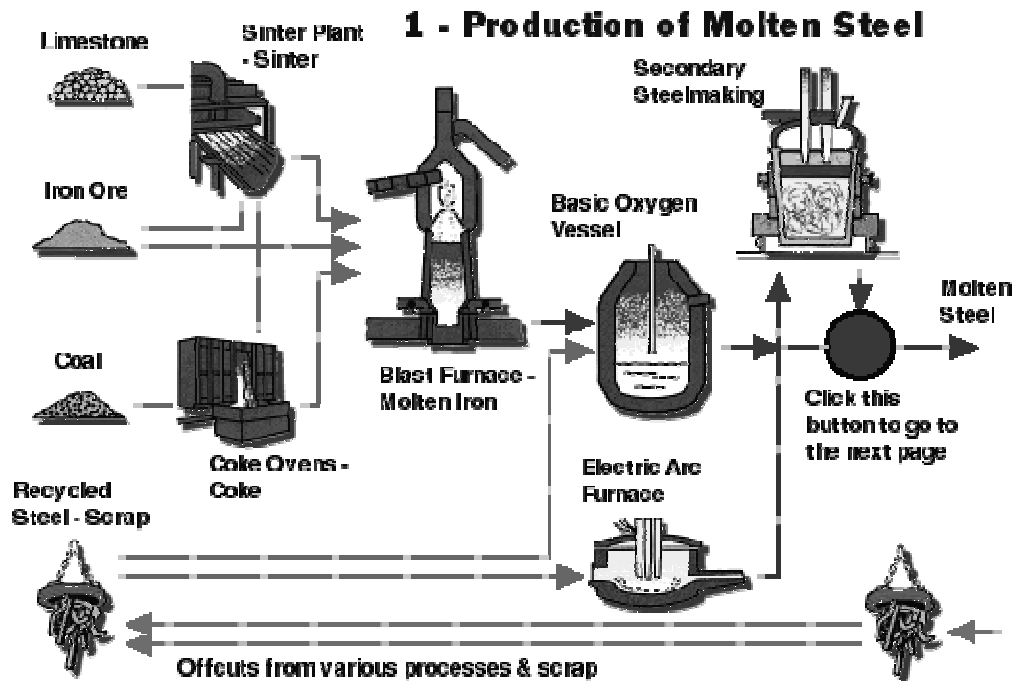 1 - Production of Molten Steel
Limestone
Sinter Plant
- Sinter
Secondary
Steelmaking
Iron Ore
Basic Oxygen
Vessel
Molten
Steel
Coal
Blast Furnace -
Molten Iron
Click this
button to go to
the next page
Coke Ovens -
Coke
Electric Arc
Furnace
Recycled
Steel - Scrap
Offcuts from various processes & scrap